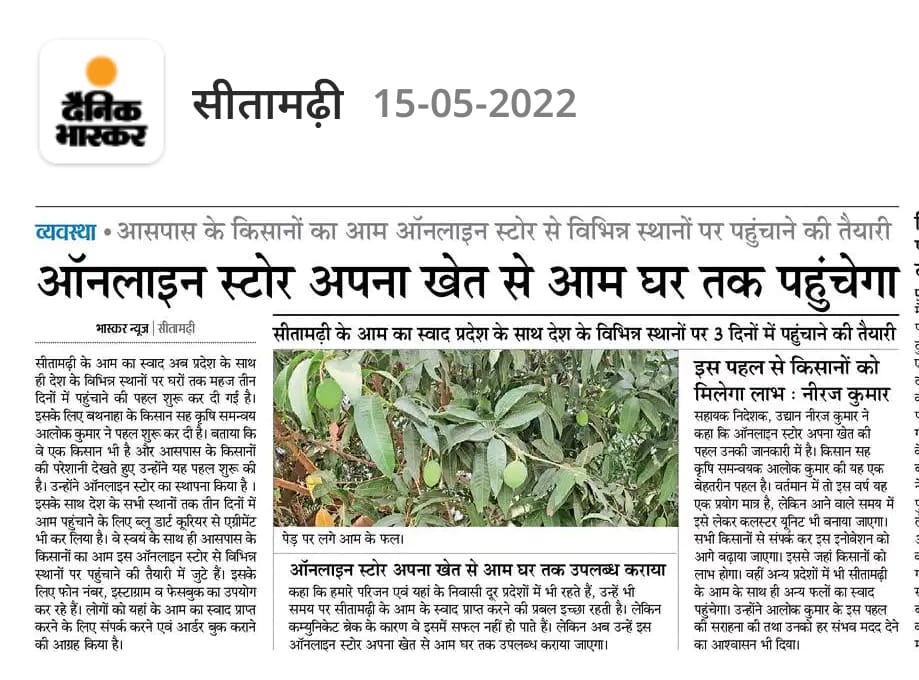 दैनिक
भास्कर
सीतामढ़ी 15-05-2022
व्यवस्था • आसपास के किसानों का आम ऑनलाइन स्टोर से विभिन्न स्थानों पर पहुंचाने की तैयारी
ऑनलाइन स्टोर अपना खेत से आम घर तक पहुंचेगा
भास्कर न्यूज | सीतामढ़ी
सीतामढ़ी के आम का स्वाद अब प्रदेश के साथ
ही देश के विभिन्न स्थानों पर घरों तक महज तीन
दिनों में पहुंचाने की पहल शुरू कर दी गई है।
इसके लिए बथनाहा के किसान सह कृषि समन्वय
आलोक कुमार ने पहल शुरू कर दी है। बताया कि
वे एक किसान भी है और आसपास के किसानों
की परेशानी देखते हुए उन्होंने यह पहल शुरू की
है। उन्होंने ऑनलाइन स्टोर का स्थापना किया है ।
इसके साथ देश के सभी स्थानों तक तीन दिनों में
आम पहुंचाने के लिए ब्लू डार्ट कूरियर से एग्रीमेंट
भी कर लिया है। वे स्वयं के साथ ही आसपास के
किसानों का आम इस ऑनलाइन स्टोर से विभिन्न
स्थानों पर पहुंचाने की तैयारी में जुटे हैं। इसके
लिए फोन नंबर, इंस्टाग्राम व फेसबुक का उपयोग
कर रहे हैं। लोगों को यहां के आम का स्वाद प्राप्त
करने के लिए संपर्क करने एवं आर्डर बुक कराने
की आग्रह किया है।
सीतामढ़ी के आम का स्वाद प्रदेश के साथ देश के विभिन्न स्थानों पर 3 दिनों में पहुंचाने की तैयारी
पेड़ पर लगे आम के फल।
ऑनलाइन स्टोर अपना खेत से आम घर तक उपलब्ध कराया
कहा कि हमारे परिजन एवं यहां के निवासी दूर प्रदेशों में भी रहते हैं, उन्हें भी
समय पर सीतामढ़ी के आम के स्वाद प्राप्त करने की प्रबल इच्छा रहती है। लेकिन
कम्युनिकेट ब्रेक के कारण वे इसमें सफल नहीं हो पाते हैं। लेकिन अब उन्हें इस
ऑनलाइन स्टोर अपना खेत से आम घर तक उपलब्ध कराया जाएगा।
इस पहल से किसानों को
मिलेगा लाभ : नीरज कुमार
सहायक निदेशक, उद्यान नीरज कुमार ने
कहा कि ऑनलाइन स्टोर अपना खेत की
पहल उनकी जानकारी में है। किसान सह
कृषि समन्वयक आलोक कुमार की यह एक
बेहतरीन पहल है। वर्तमान में तो इस वर्ष यह
एक प्रयोग मात्र है, लेकिन आने वाले समय में
इसे लेकर कलस्टर यूनिट भी बनाया जाएगा।
सभी किसानों से संपर्क कर इस इनोवेशन को
आगे बढ़ाया जाएगा। इससे जहां किसानों को
लाभ होगा। वहीं अन्य प्रदेशों में भी सीतामढ़ी
के आम के साथ ही अन्य फलों का स्वाद
पहुंचेगा। उन्होंने आलोक कुमार के इस पहल
की सराहना की तथा उनको हर संभव मदद देने
का आश्वासन भी दिया।